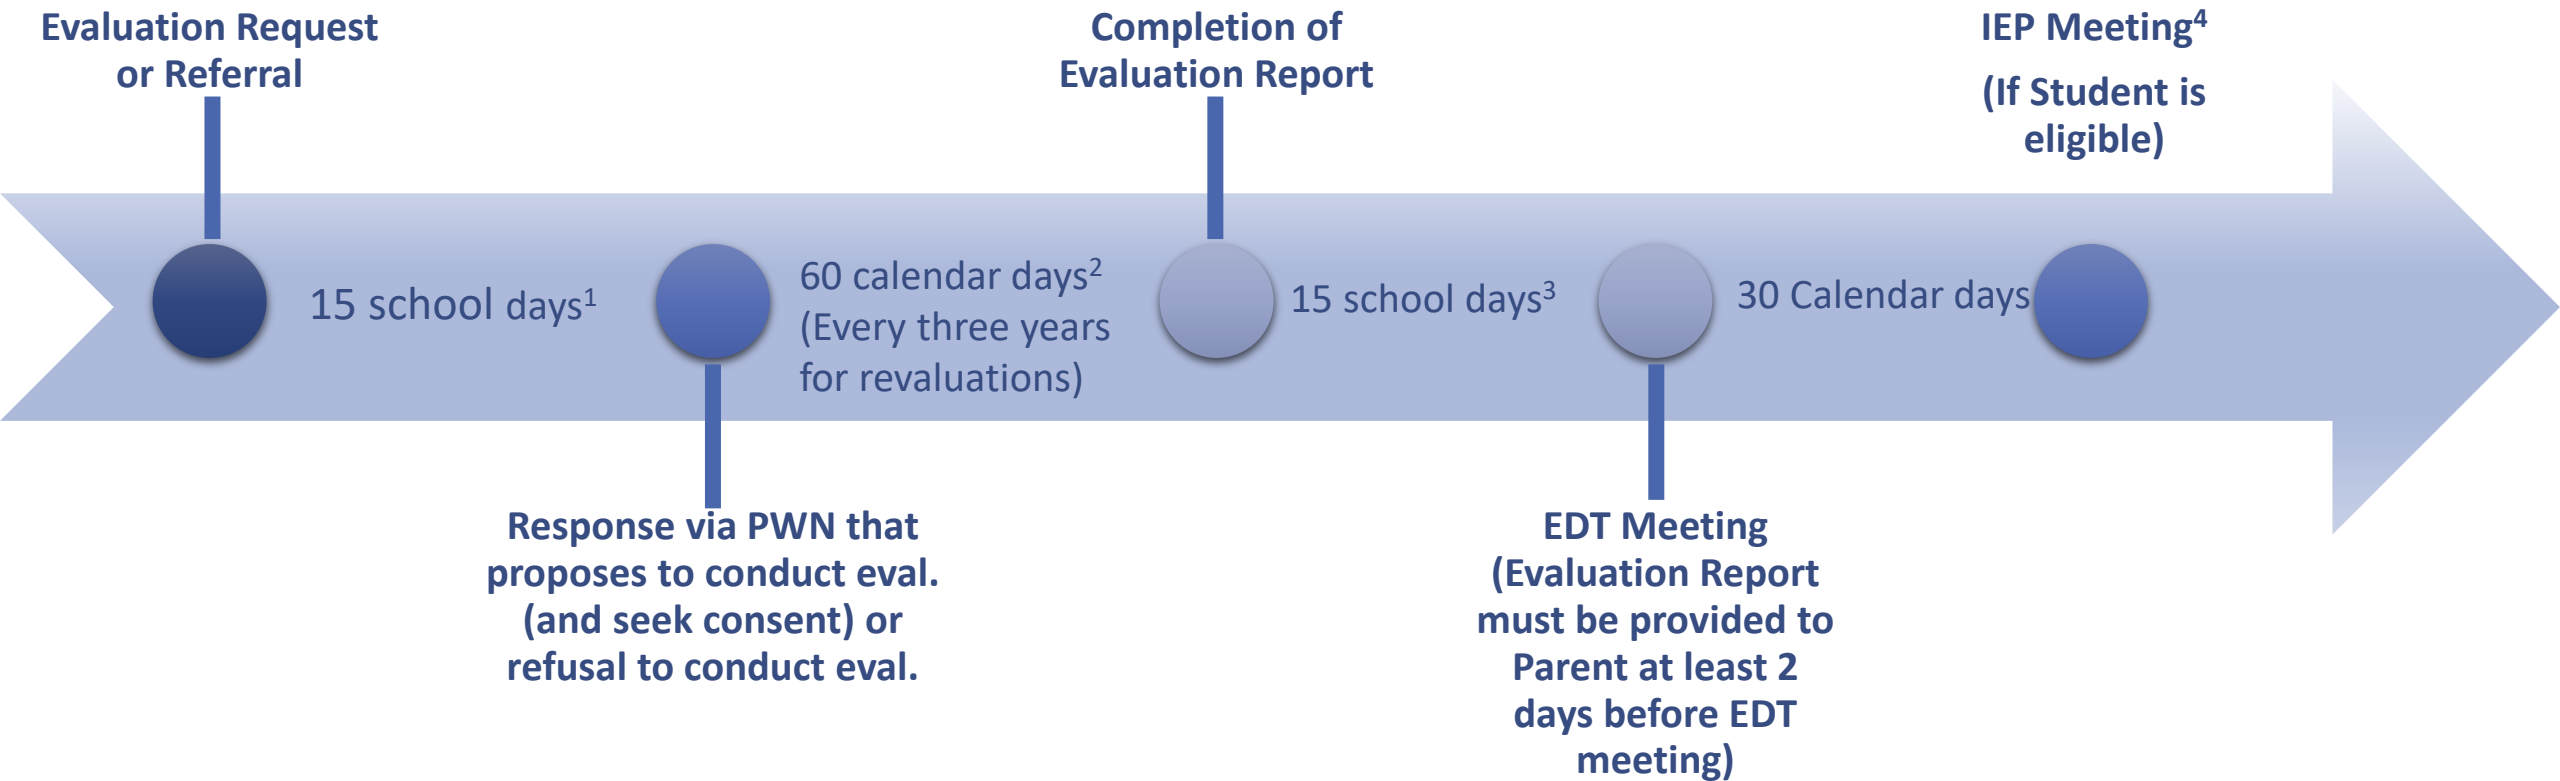 Evaluation Request
or Referral
Completion of
Evaluation Report
IEP Meeting⁴
(If Student is
eligible)
15 school days¹
60 calendar days²
(Every three years
for revaluations)
15 school days³
30 Calendar days
Response via PWN that
proposes to conduct eval.
(and seek consent) or
refusal to conduct eval.
EDT Meeting
(Evaluation Report
must be provided to
Parent at least 2
days before EDT
meeting)